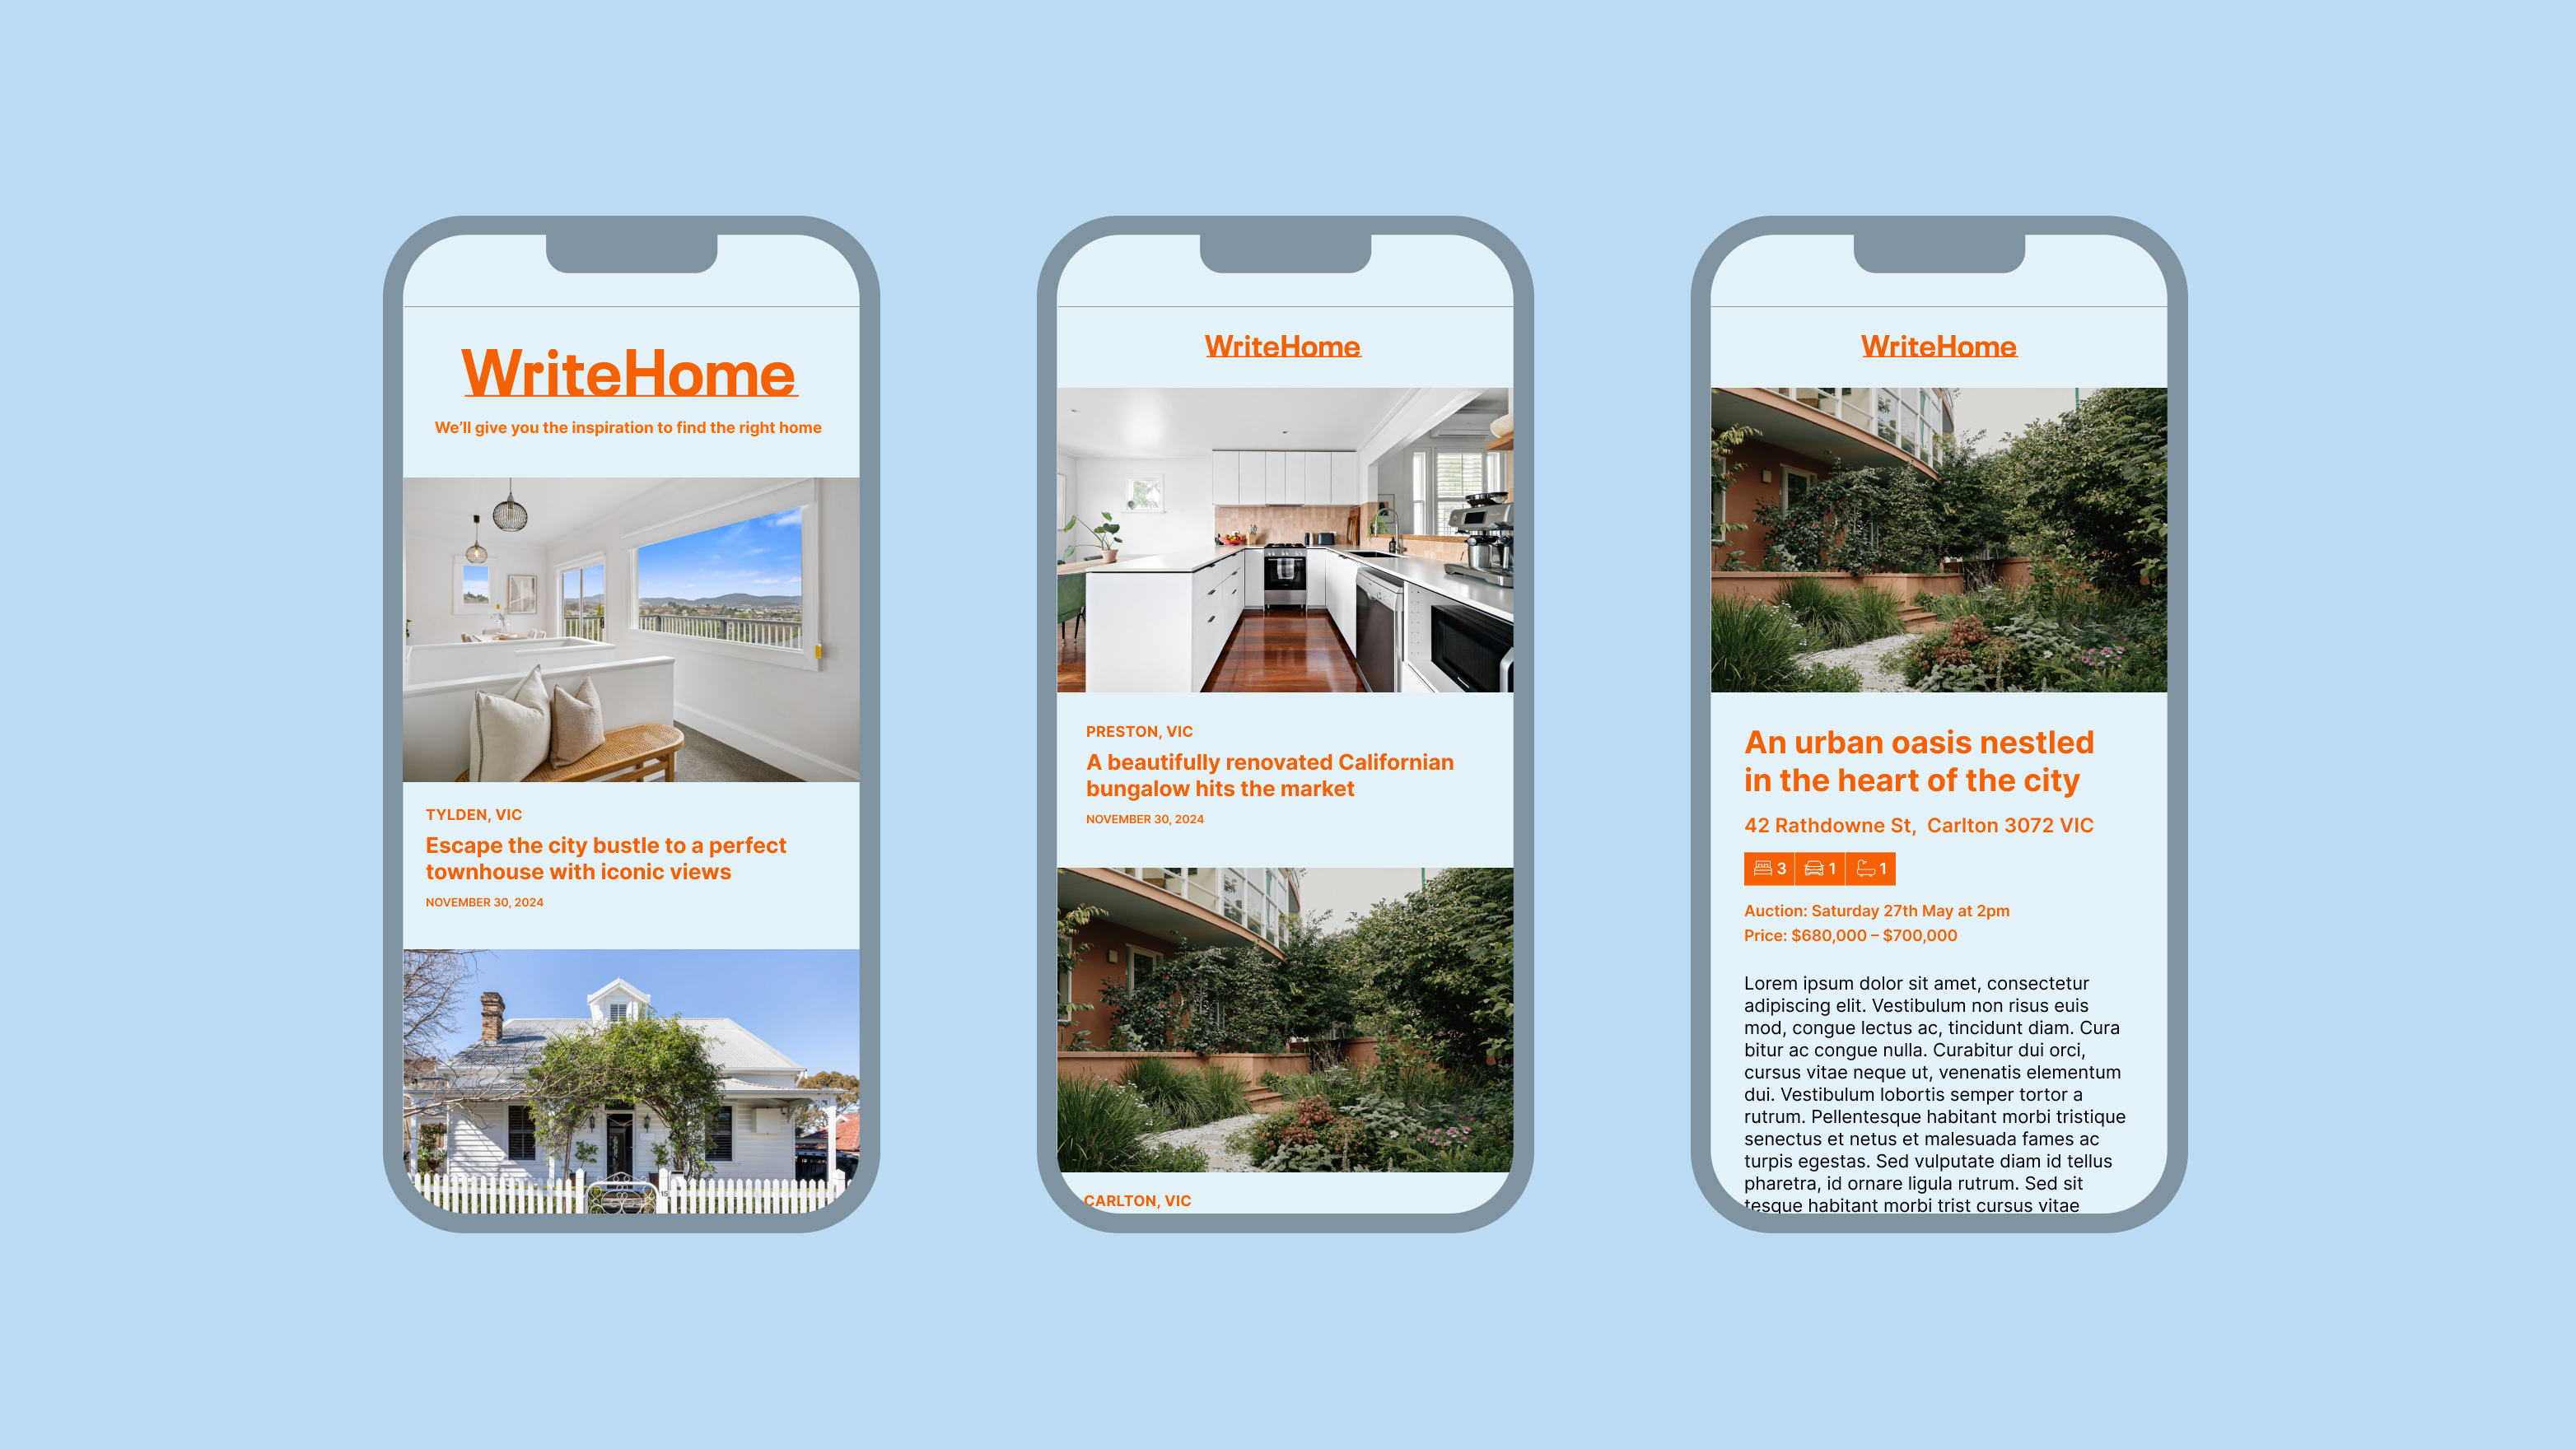 WriteHome
We'll give you the inspiration to find the right home
TYLDEN, VIC
Escape the city bustle to a perfect
townhouse with iconic views
NOVEMBER 30, 2024
15
WriteHome
PRESTON, VIC
A beautifully renovated Californian
bungalow hits the market
NOVEMBER 30, 2024
CARLTON, VIC
WriteHome
An urban oasis nestled
in the heart of the city
42 Rathdowne St,  Carlton 3072 VIC
3 1 1
Auction: Saturday 27th May at 2pm
Price: $680,000 – $700,000
Lorem ipsum dolor sit amet, consectetur
adipiscing elit. Vestibulum non risus euis
mod, congue lectus ac, tincidunt diam. Cura
bitur ac congue nulla. Curabitur dui orci,
cursus vitae neque ut, venenatis elementum
dui. Vestibulum lobortis semper tortor a
rutrum. Pellentesque habitant morbi tristique
senectus et netus et malesuada fames ac
turpis egestas. Sed vulputate diam id tellus
pharetra, id ornare ligula rutrum. Sed sit
tesque habitant morbi trist cursus vitae